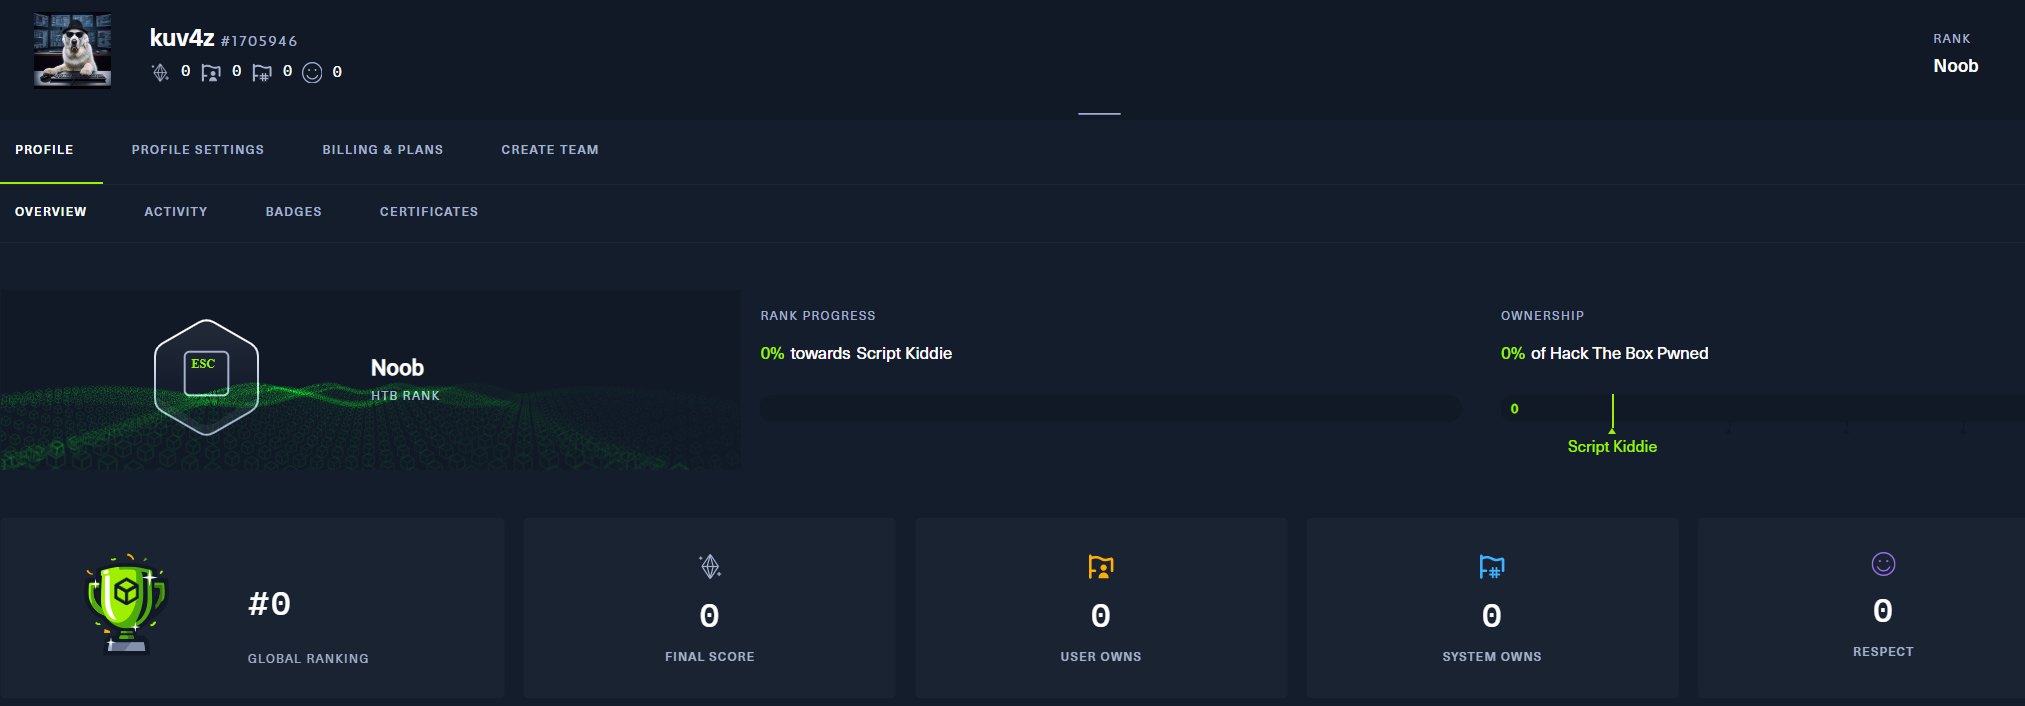 kuv4z #1705946
0 0 0 0
RANK
Noob
PROFILE PROFILE SETTINGS BILLING & PLANS CREATE TEAM
OVERVIEW ACTIVITY BADGES CERTIFICATES
ESC
Noob
HTB RANK
RANK PROGRESS
0% towards Script Kiddie
OWNERSHIP
0% of Hack The Box Pwned
0
Script Kiddie
#0
GLOBAL RANKING
0
FINAL SCORE
0
USER OWNS
0
SYSTEM OWNS
0
RESPECT